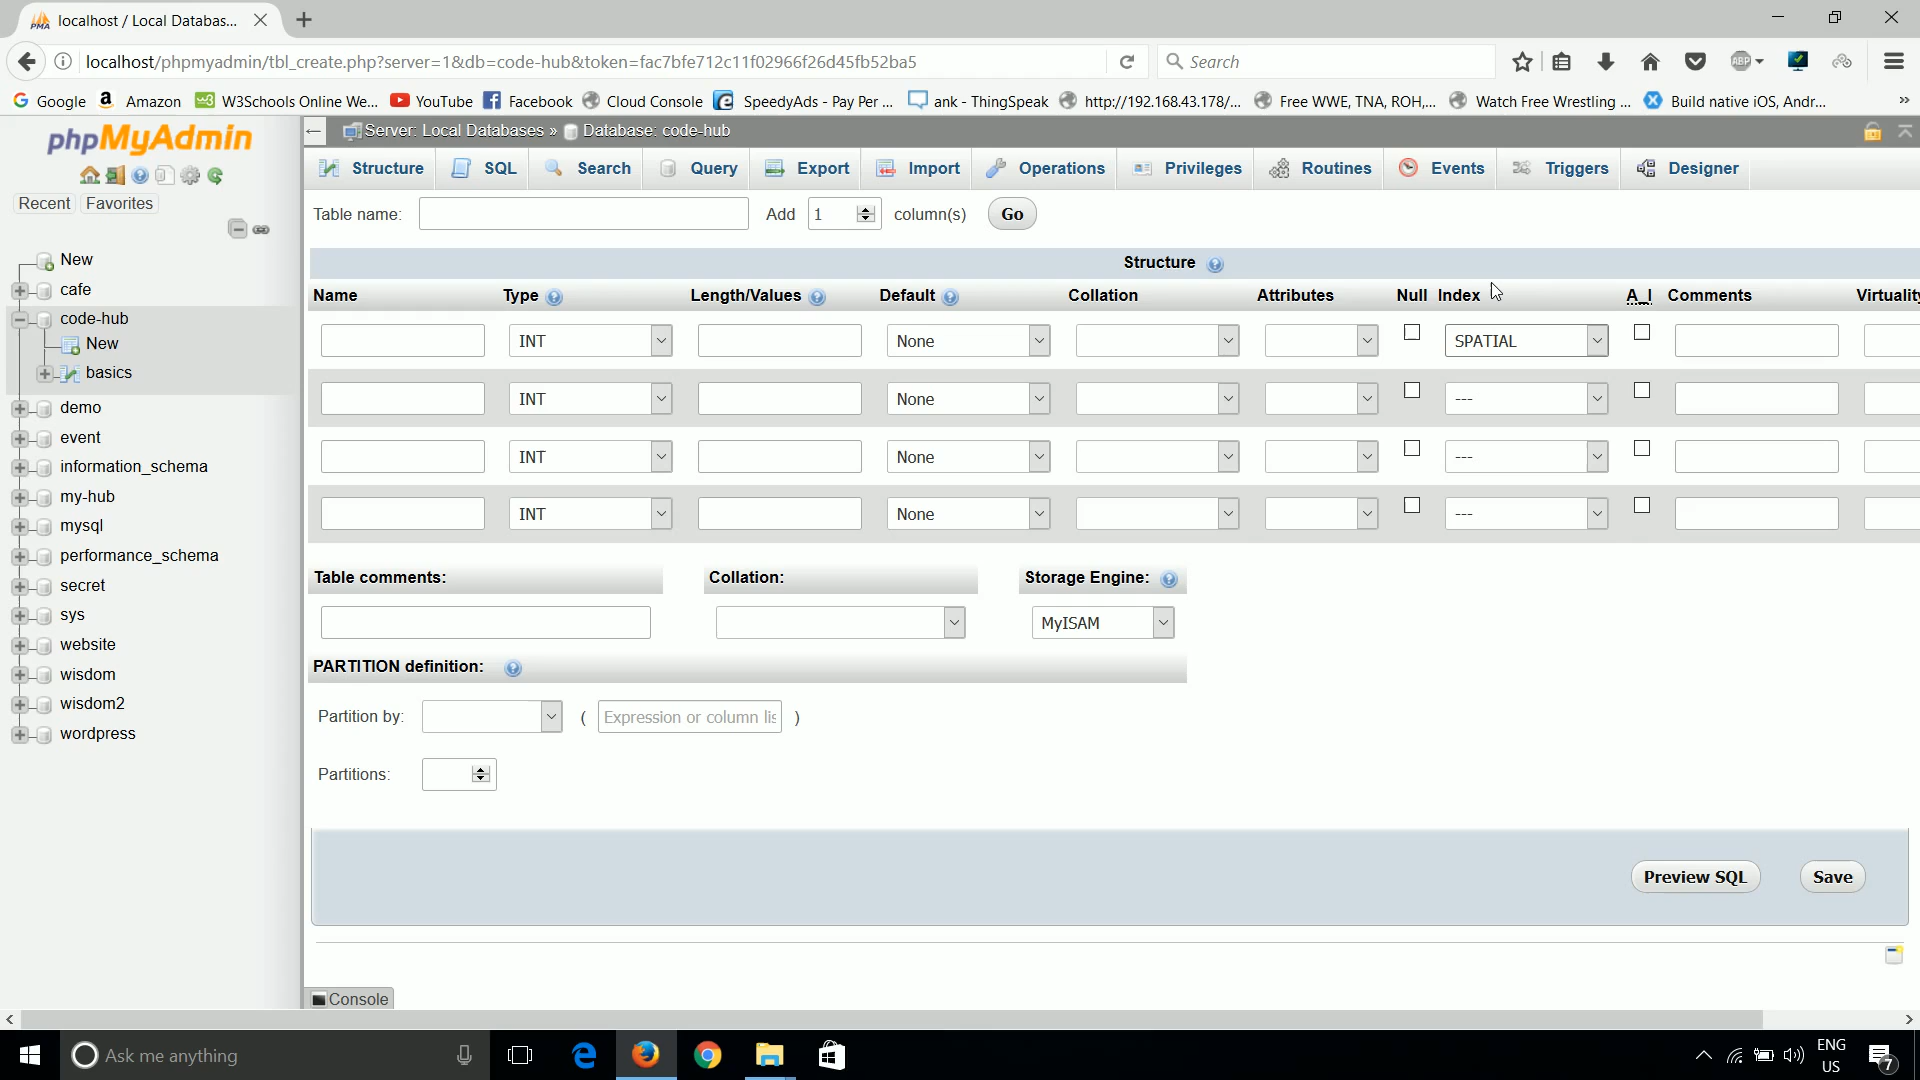 localhost / Local Databas...
localhost/phpmyadmin/tbl_create.php?server=1&db=code-hub&token=fac7bfe712c11f02966f26d45fb52ba5
Search
ABP
Google
Amazon
W3Schools Online We...
YouTube
Facebook
Cloud Console
SpeedyAds - Pay Per ...
ank - ThingSpeak
http://192.168.43.178/...
Free WWE, TNA, ROH,...
Watch Free Wrestling ...
Build native iOS, Andr...
phpMyAdmin
Server: Local Databases » Database: code-hub
Structure
SQL
Search
Query
Export
Import
Operations
Privileges
Routines
Events
Triggers
Designer
Recent
Favorites
New
cafe
code-hub
New
basics
demo
event
information_schema
my-hub
mysql
performance_schema
secret
sys
website
wisdom
wisdom2
wordpress
Table name:
Add 1 column(s) Go
Structure
Name Type Length/Values Default Collation Attributes Null Index A_I Comments Virtuality
INT None SPATIAL
INT None ---
INT None ---
INT None ---
Table comments: Collation: Storage Engine:
MyISAM
PARTITION definition:
Partition by: ( Expression or column lis )
Partitions:
Preview SQL Save
Console
Ask me anything
ENG
US
7